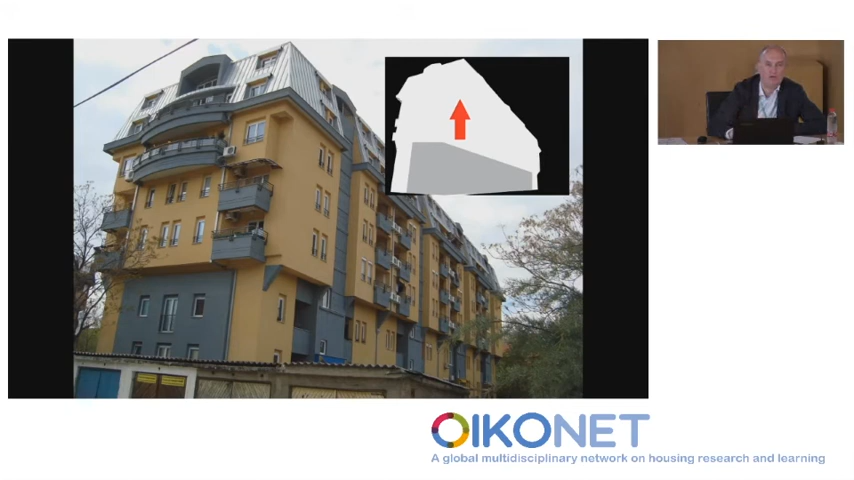 OIKONET
A global multidisciplinary network on housing research and learning